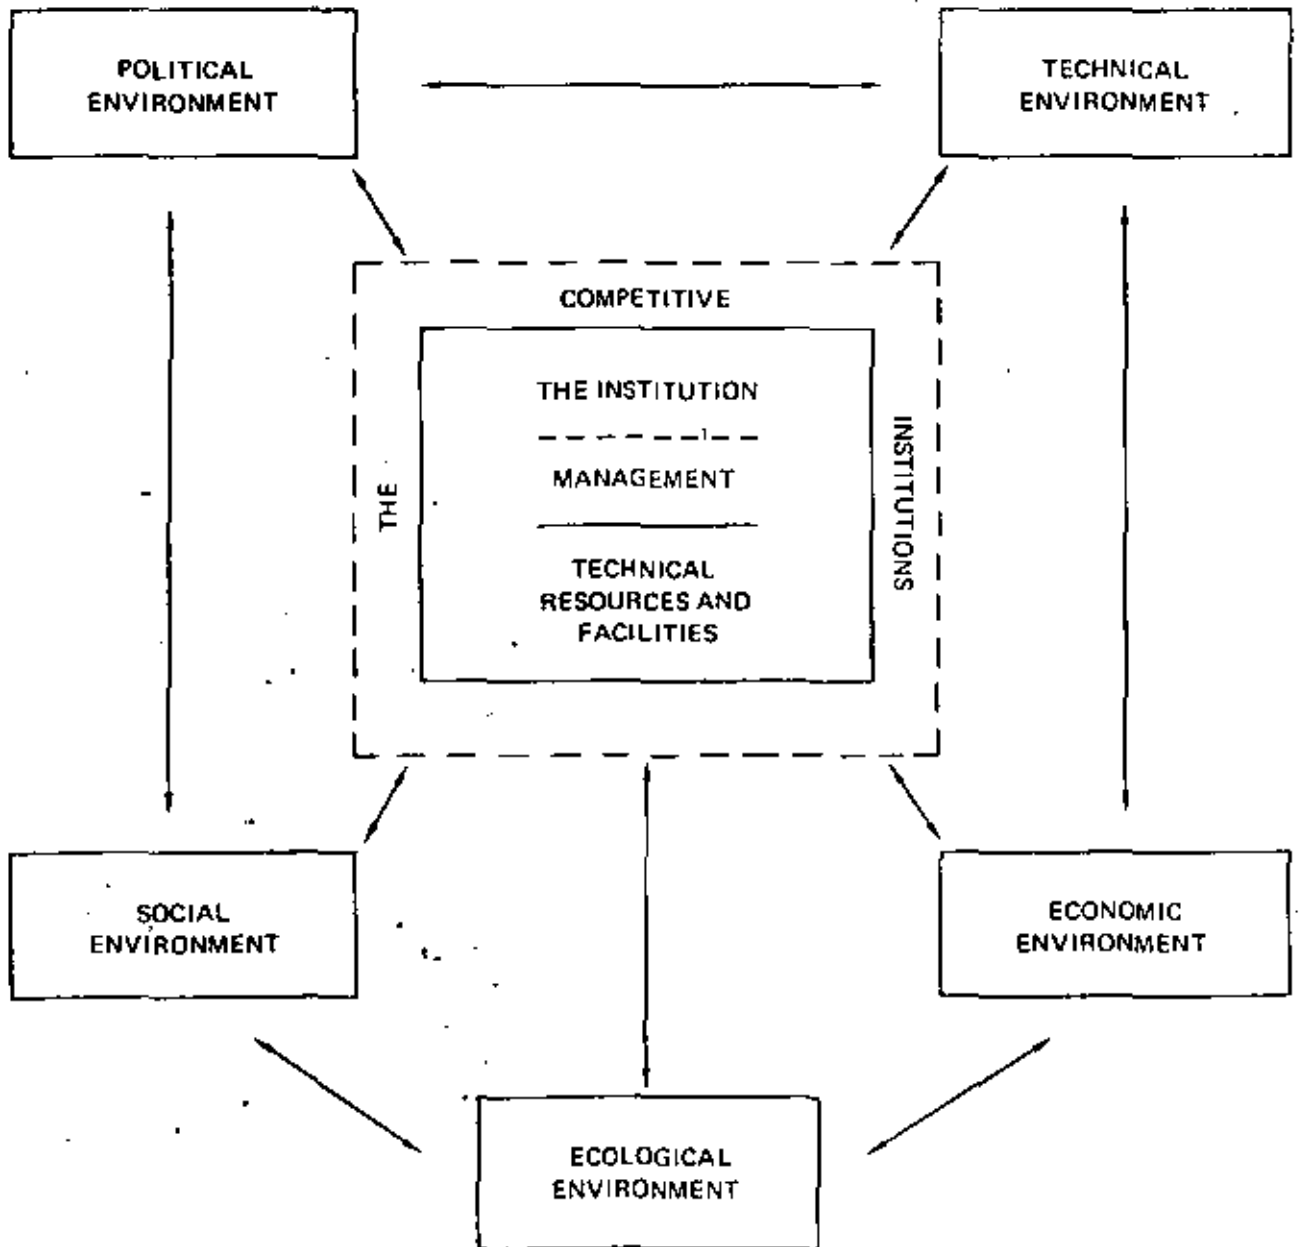 POLITICAL
ENVIRONMENT
TECHNICAL
ENVIRONMENT
THE
COMPETITIVE
INSTITUTIONS
THE INSTITUTION
MANAGEMENT
TECHNICAL
RESOURCES AND
FACILITIES
SOCIAL
ENVIRONMENT
ECONOMIC
ENVIRONMENT
ECOLOGICAL
ENVIRONMENT